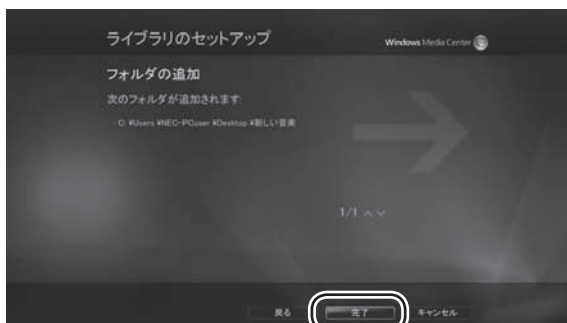 ライブラリのセットアップ
Windows Media Center
フォルダの追加
次のフォルダが追加されます:
・C: ¥Users ¥NEC-PCuser ¥Desktop ¥新しい音楽
1/1
戻る 完了 キャンセル